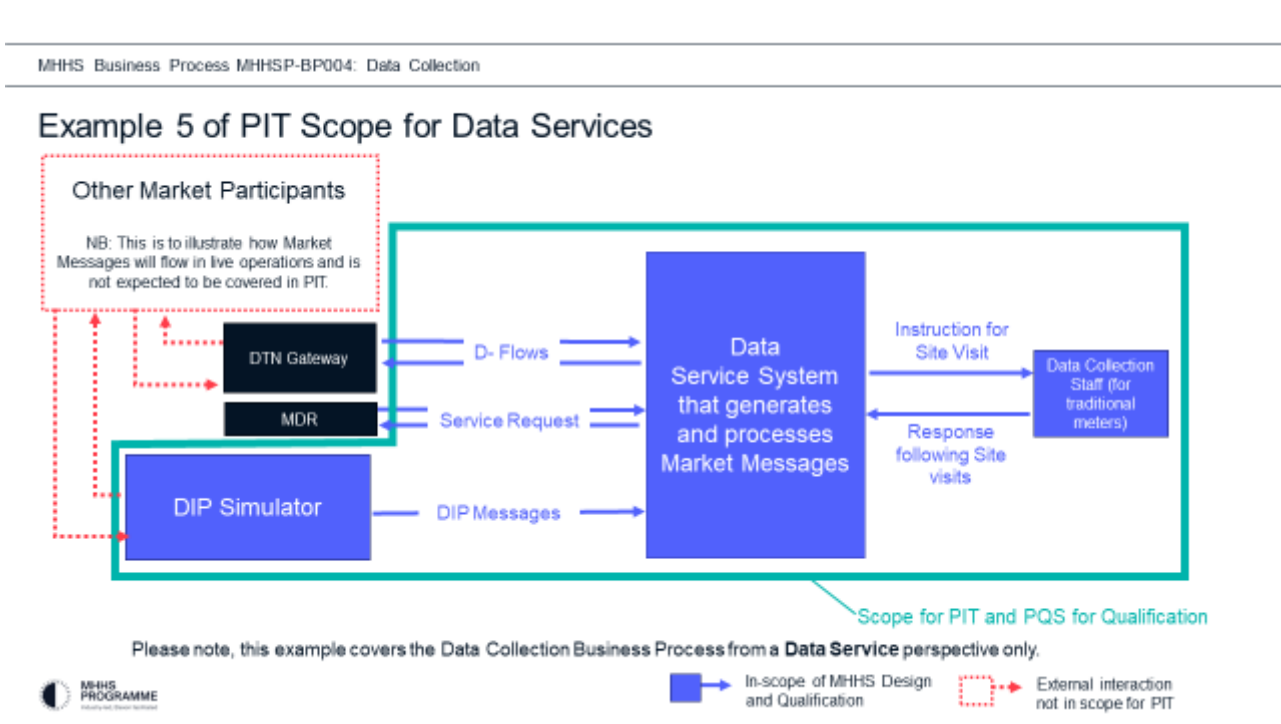 MHHS Business Process MHHSP-BP004: Data Collection
Example 5 of PIT Scope for Data Services
Other Market Participants
NB: This is to illustrate how Market
Messages will flow in live operations and is
not expected to be covered in PIT.
DTN Gateway
MDR
DIP Simulator
D- Flows
Service Request
DIP Messages
Data
Service System
that generates
and processes
Market Messages
Instruction for
Site Visit
Response
following Site
visits
Data Collection
Staff (for
traditional
meters)
Scope for PIT and PQS for Qualification
Please note, this example covers the Data Collection Business Process from a Data Service perspective only.
MHHS
PROGRAMME
In-scope of MHHS Design
and Qualification
External interaction
not in scope for PIT